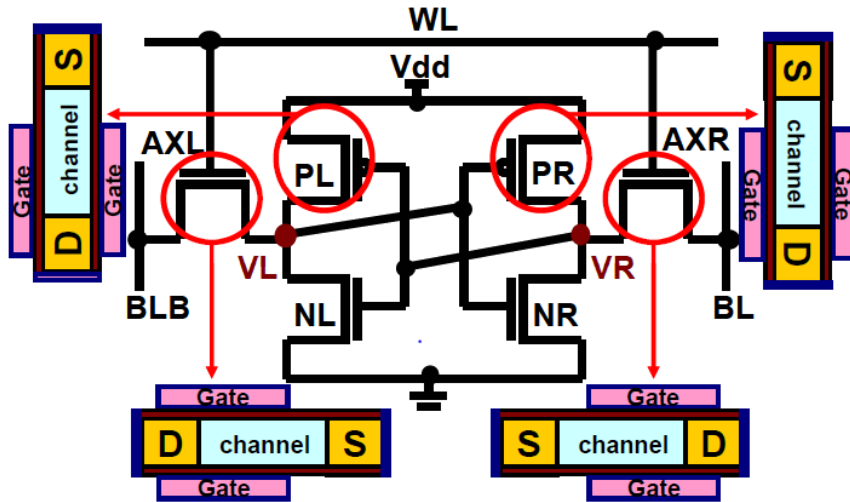 WL
Vdd
S
channel
D
Gate
Gate
AXL
PL
PR
AXR
S
channel
D
Gate
Gate
VL
VR
BLB
NL
NR
BL
Gate
D channel S
Gate
Gate
S channel D
Gate